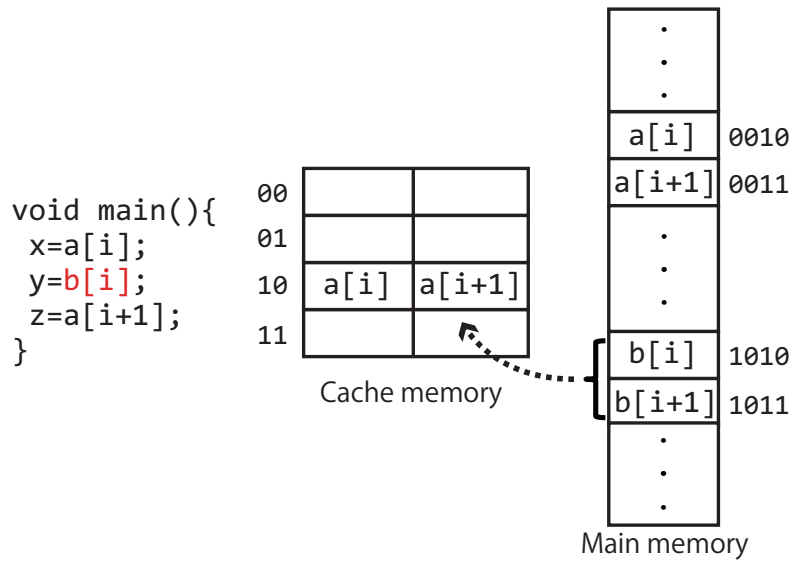 void main(){
x=a[i];
y=b[i];
z=a[i+1];
}
00
01
10 a[i] a[i+1]
11
Cache memory
a[i] 0010
a[i+1] 0011
b[i] 1010
b[i+1] 1011
Main memory